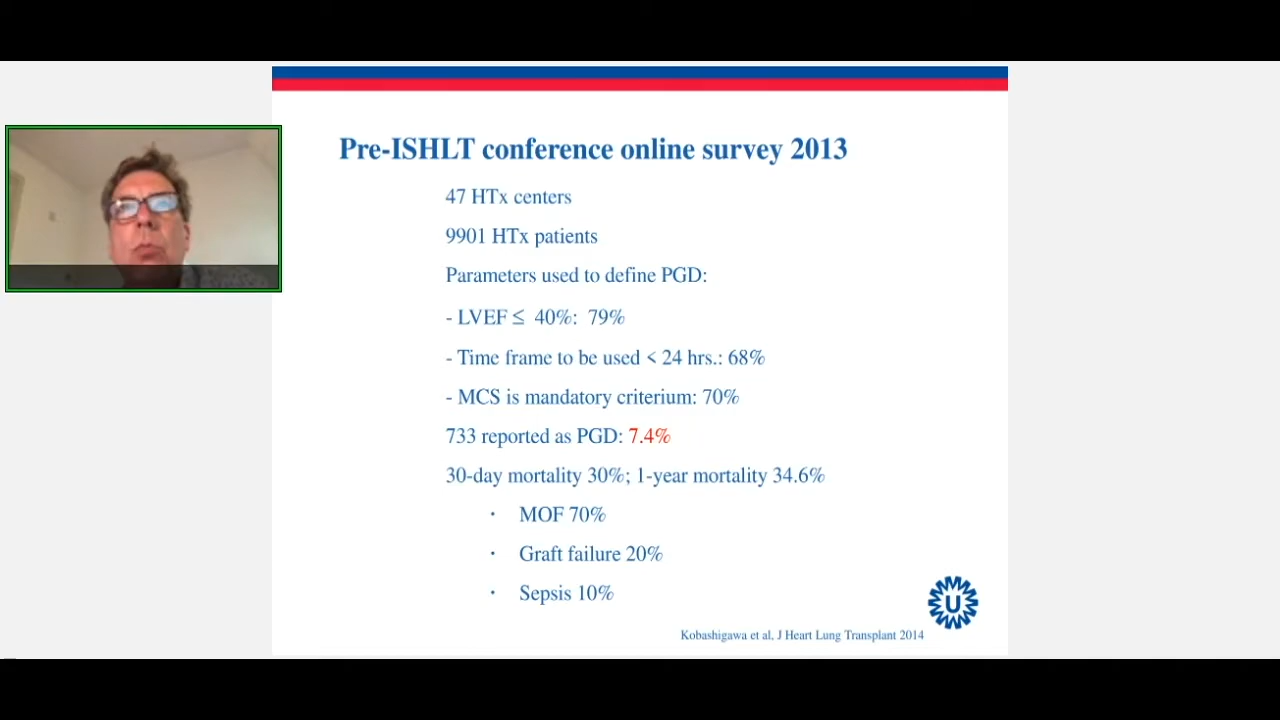 Pre-ISHLT conference online survey 2013
47 HTx centers
9901 HTx patients
Parameters used to define PGD:
- LVEF ≤ 40%: 79%
- Time frame to be used < 24 hrs.: 68%
- MCS is mandatory criterium: 70%
733 reported as PGD: 7.4%
30-day mortality 30%; 1-year mortality 34.6%
· MOF 70%
· Graft failure 20%
· Sepsis 10%
U
Kobashigawa et al, J Heart Lung Transplant 2014